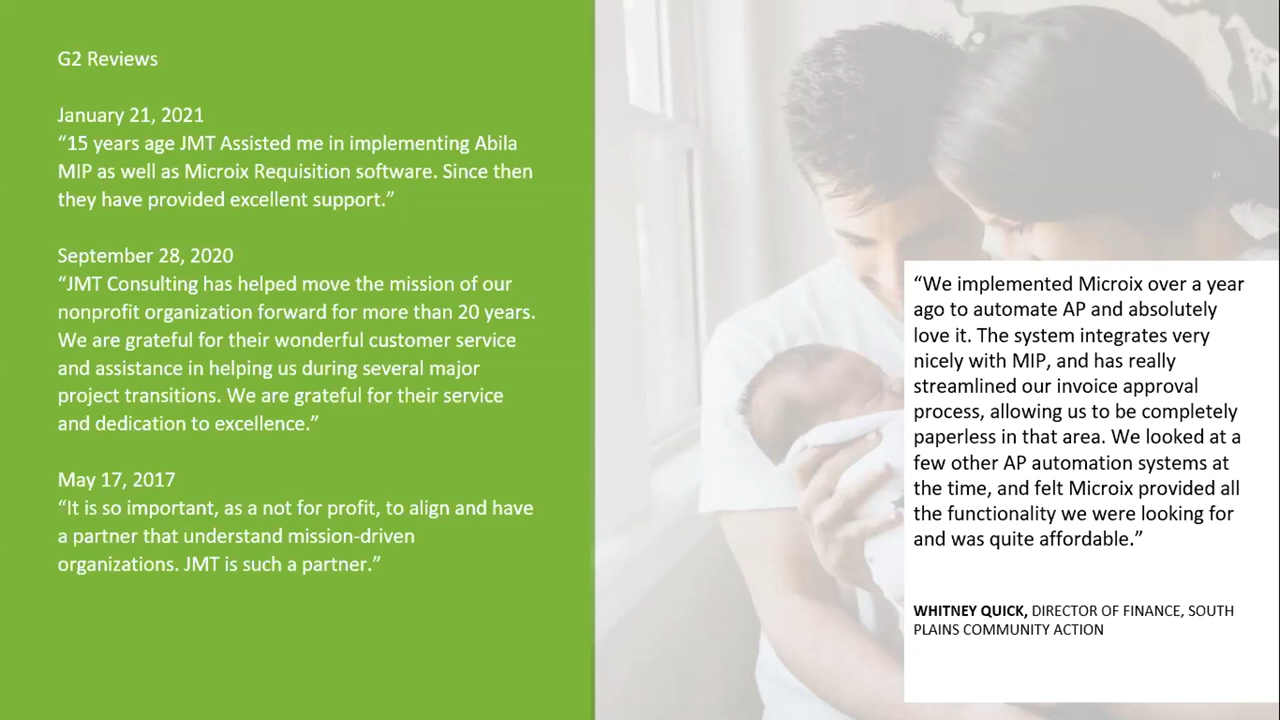 G2 Reviews
January 21, 2021
“15 years age JMT Assisted me in implementing Abila
MIP as well as Microix Requisition software. Since then
they have provided excellent support.”
September 28, 2020
“JMT Consulting has helped move the mission of our
nonprofit organization forward for more than 20 years.
We are grateful for their wonderful customer service
and assistance in helping us during several major
project transitions. We are grateful for their service
and dedication to excellence.”
May 17, 2017
“It is so important, as a not for profit, to align and have
a partner that understand mission-driven
organizations. JMT is such a partner.”
“We implemented Microix over a year
ago to automate AP and absolutely
love it. The system integrates very
nicely with MIP, and has really
streamlined our invoice approval
process, allowing us to be completely
paperless in that area. We looked at a
few other AP automation systems at
the time, and felt Microix provided all
the functionality we were looking for
and was quite affordable.”
WHITNEY QUICK, DIRECTOR OF FINANCE, SOUTH
PLAINS COMMUNITY ACTION